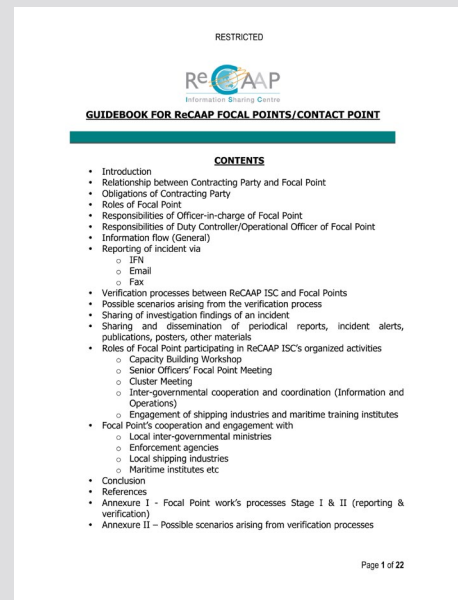 RESTRICTED
ReCAAP
Information Sharing Centre
GUIDEBOOK FOR ReCAAP FOCAL POINTS/CONTACT POINT
CONTENTS
• Introduction
• Relationship between Contracting Party and Focal Point
• Obligations of Contracting Party
• Roles of Focal Point
• Responsibilities of Officer-in-charge of Focal Point
• Responsibilities of Duty Controller/Operational Officer of Focal Point
• Information flow (General)
• Reporting of incident via
o IFN
o Email
o Fax
• Verification processes between ReCAAP ISC and Focal Points
• Possible scenarios arising from the verification process
• Sharing of investigation findings of an incident
• Sharing and dissemination of periodical reports, incident alerts,
publications, posters, other materials
• Roles of Focal Point participating in ReCAAP ISC's organized activities
o Capacity Building Workshop
o Senior Officers' Focal Point Meeting
o Cluster Meeting
o Inter-governmental cooperation and coordination (Information and
Operations)
o Engagement of shipping industries and maritime training institutes
• Focal Point's cooperation and engagement with
o Local inter-governmental ministries
o Enforcement agencies
o Local shipping industries
o Maritime institutes etc
• Conclusion
• References
• Annexure I - Focal Point work's processes Stage I & II (reporting &
verification)
• Annexure II – Possible scenarios arising from verification processes
Page 1 of 22